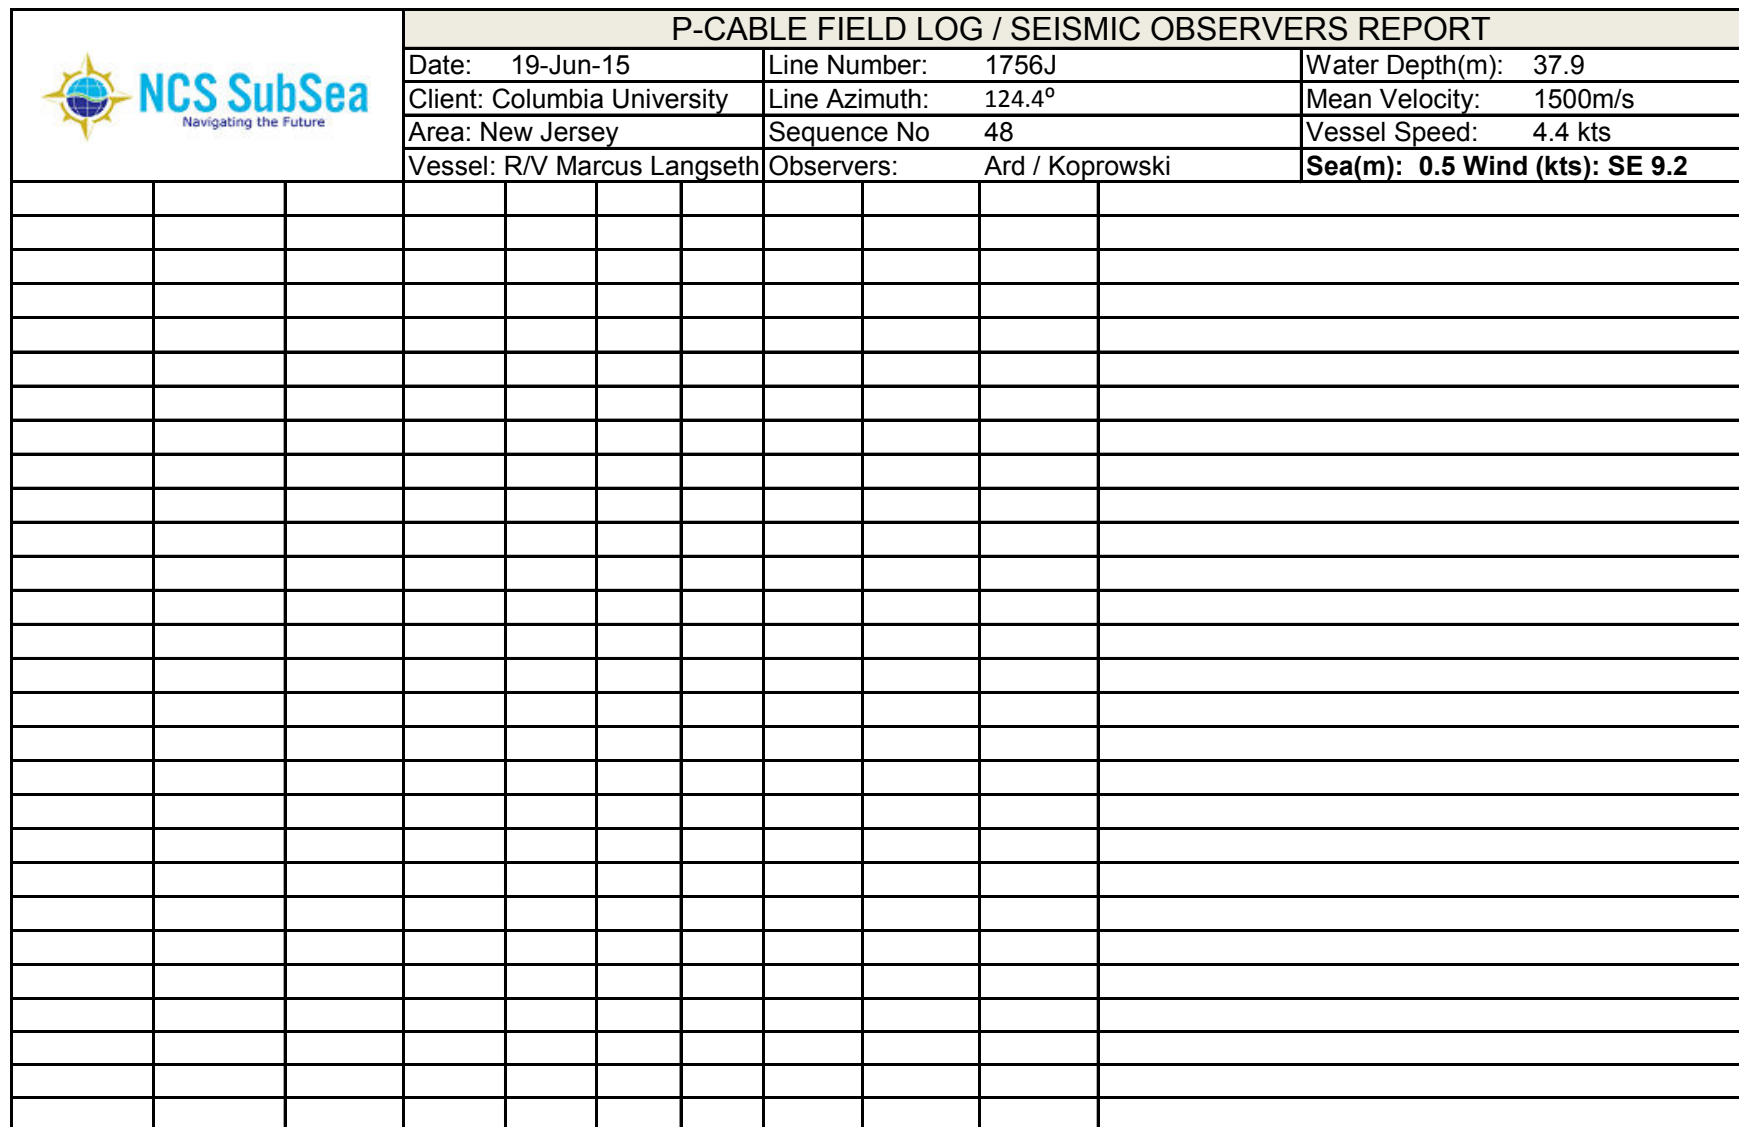 P-CABLE FIELD LOG / SEISMIC OBSERVERS REPORT
NCS SubSea
Navigating the Future
Date: 19-Jun-15 Line Number: 1756J Water Depth(m): 37.9
Client: Columbia University Line Azimuth: 124.4⁰ Mean Velocity: 1500m/s
Area: New Jersey Sequence No 48 Vessel Speed: 4.4 kts
Vessel: R/V Marcus Langseth Observers: Ard / Koprowski Sea(m): 0.5 Wind (kts): SE 9.2